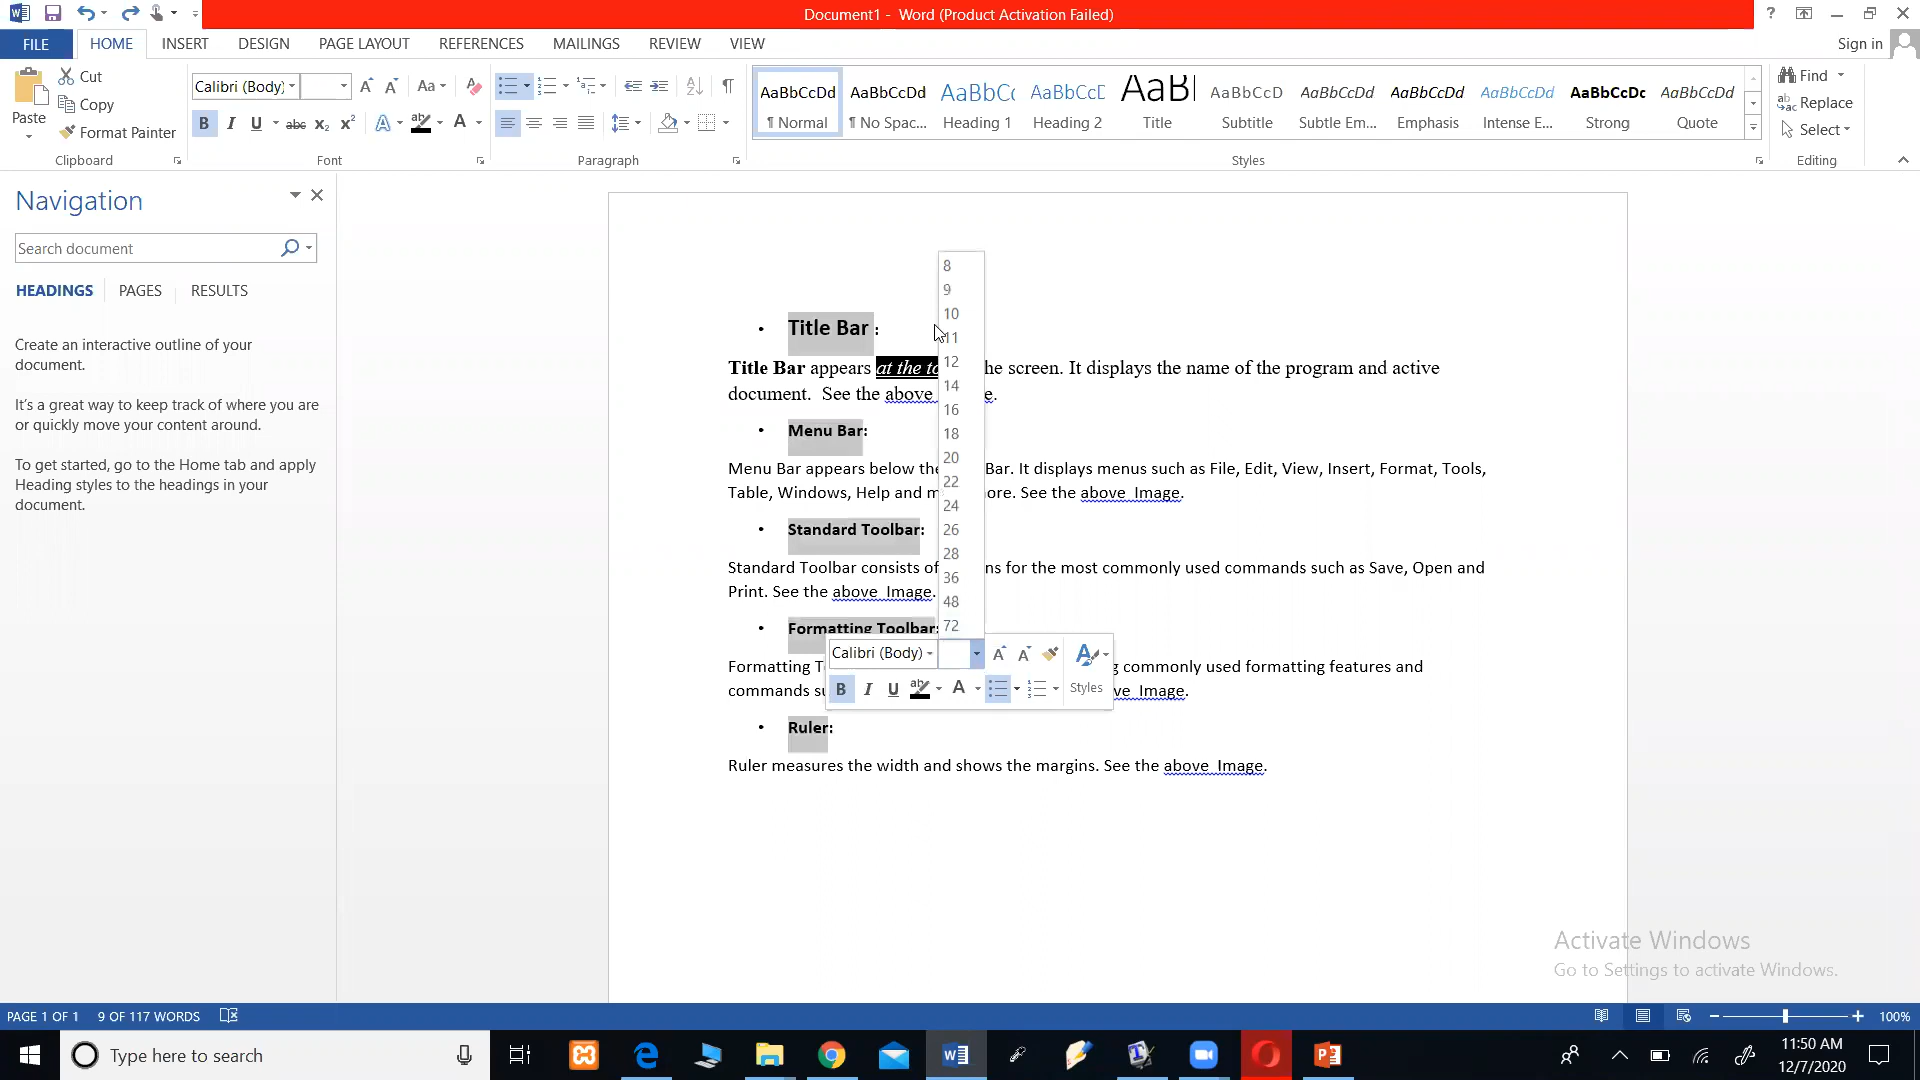 Document1 - Word (Product Activation Failed)
FILE HOME INSERT DESIGN PAGE LAYOUT REFERENCES MAILINGS REVIEW VIEW Sign in
Paste
Cut
Copy
Format Painter
Clipboard
Calibri (Body)
Font
Paragraph
AaBbCcDd AaBbCcDd AaBbCc AaBbCcC AaBl AaBbCcD AaBbCcDd AaBbCcDd AaBbCcDd AaBbCcDc AaBbCcDd
¶ Normal ¶ No Spac... Heading 1 Heading 2 Title Subtitle Subtle Em... Emphasis Intense E... Strong Quote
Styles
Find
Replace
Select
Editing
Navigation
Search document
HEADINGS PAGES RESULTS
Create an interactive outline of your
document.
It's a great way to keep track of where you are
or quickly move your content around.
To get started, go to the Home tab and apply
Heading styles to the headings in your
document.
• Title Bar :
Title Bar appears at the to he screen. It displays the name of the program and active
document. See the above e.
• Menu Bar:
Menu Bar appears below the Bar. It displays menus such as File, Edit, View, Insert, Format, Tools,
Table, Windows, Help and m ore. See the above Image.
• Standard Toolbar:
Standard Toolbar consists of ns for the most commonly used commands such as Save, Open and
Print. See the above Image.
• Formatting Toolbar:
Formatting T g commonly used formatting features and
commands su ve Image.
• Ruler:
Ruler measures the width and shows the margins. See the above Image.
8
9
10
11
12
14
16
18
20
22
24
26
28
36
48
72
Calibri (Body)
Styles
Activate Windows
Go to Settings to activate Windows.
PAGE 1 OF 1 9 OF 117 WORDS 100%
Type here to search
11:50 AM
12/7/2020